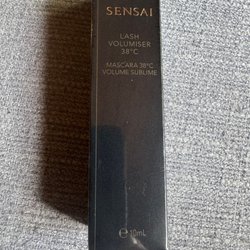 SENSAI
LASH
VOLUMISER
38°C
MASCARA 38°C
VOLUME SUBLIME
e 10mL